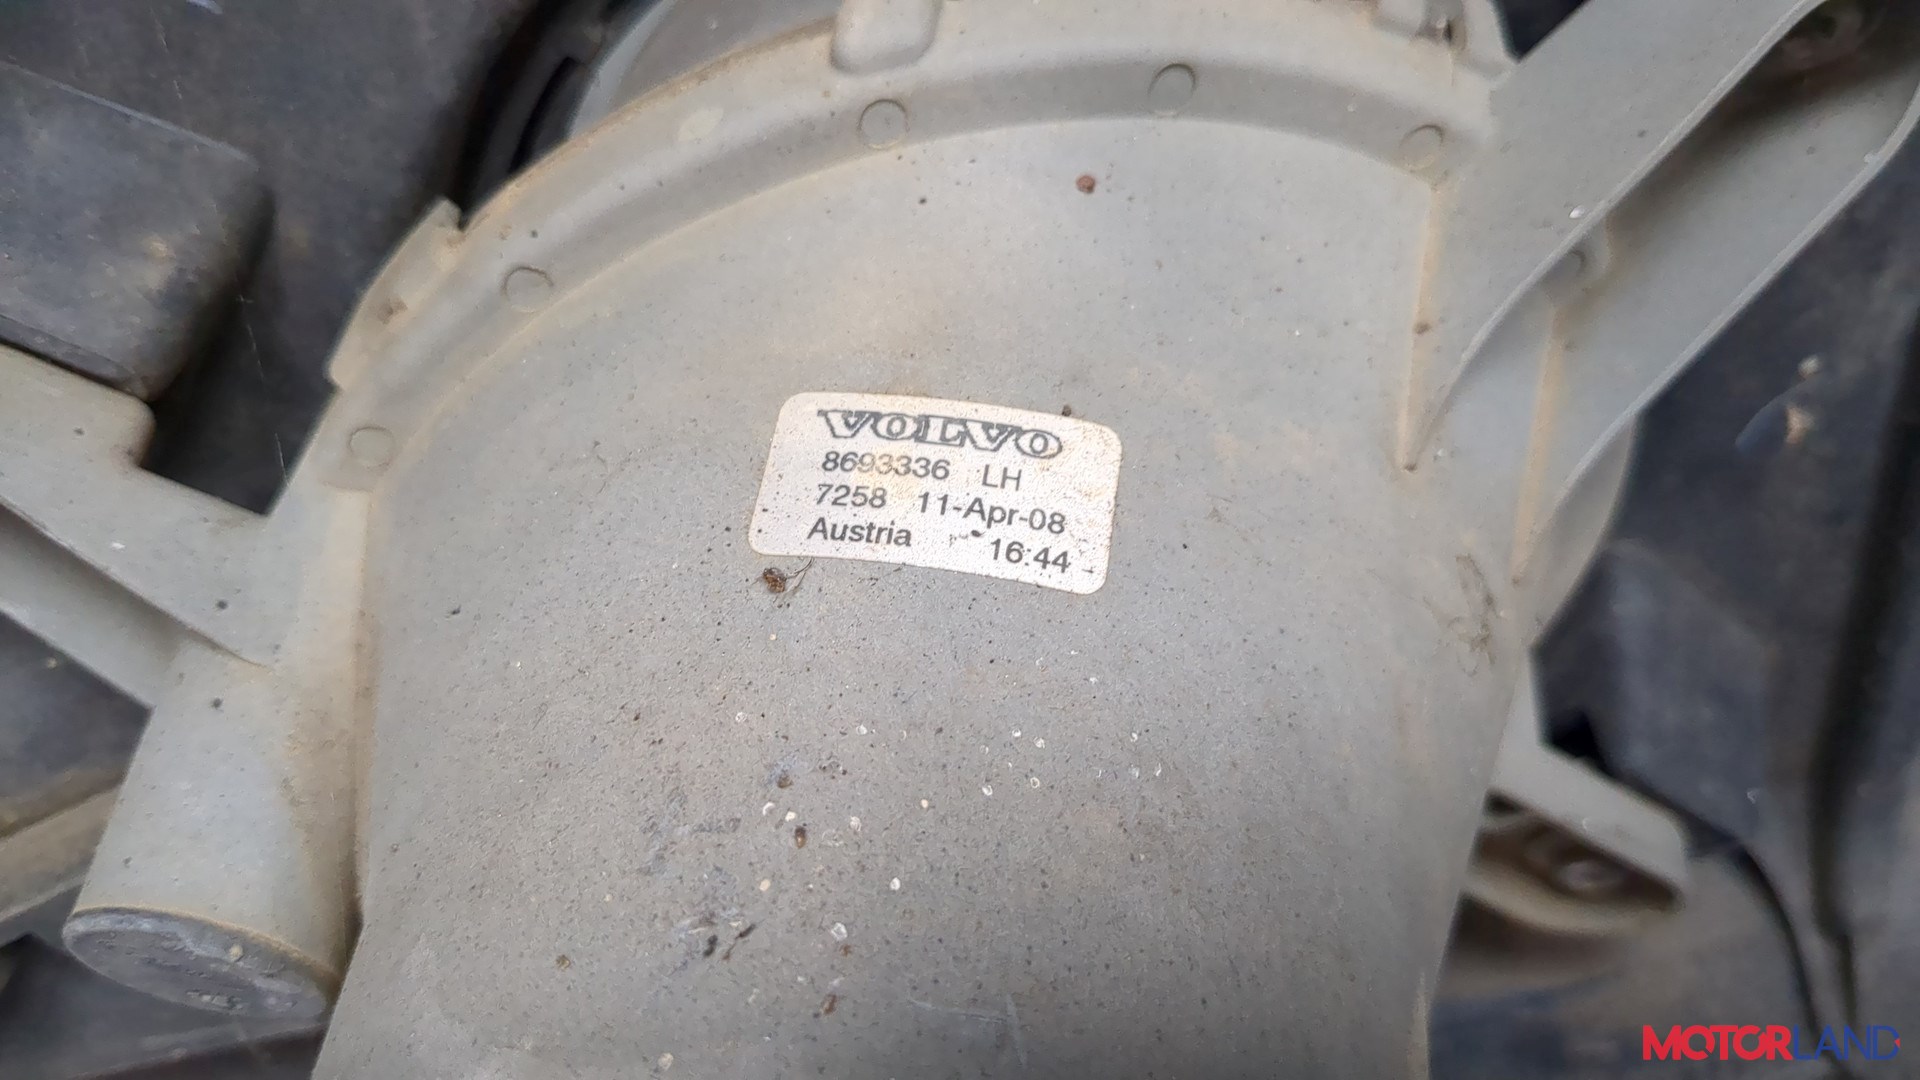 VOLVO
8693336 LH
7258 11-Apr-08
Austria 16:44
MOTORLAND